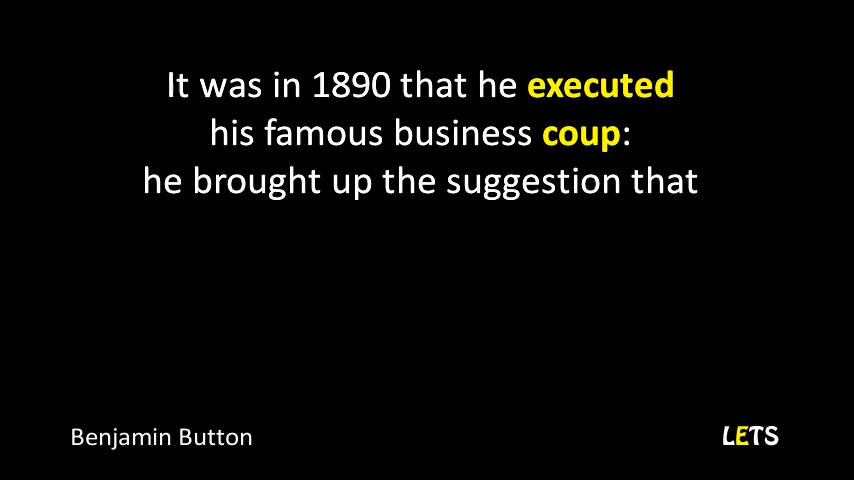 It was in 1890 that he executed
his famous business coup:
he brought up the suggestion that
Benjamin Button
LETS